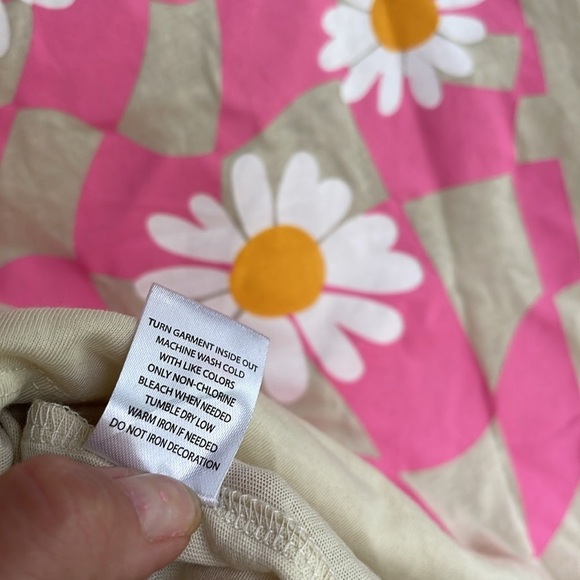 TURN GARMENT INSIDE OUT
MACHINE WASH COLD
WITH LIKE COLORS
ONLY NON-CHLORINE
BLEACH WHEN NEEDED
TUMBLE DRY LOW
WARM IRON IF NEEDED
DO NOT IRON DECORATION